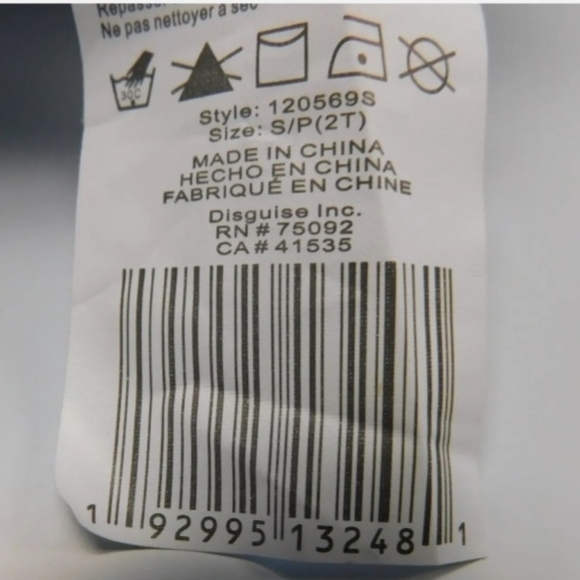 Ne pas nettoyer à sec
30C
Style: 120569S
Size: S/P(2T)
MADE IN CHINA
HECHO EN CHINA
FABRIQUÉ EN CHINE
Disguise Inc.
RN # 75092
CA # 41535
1 92995 13248 1